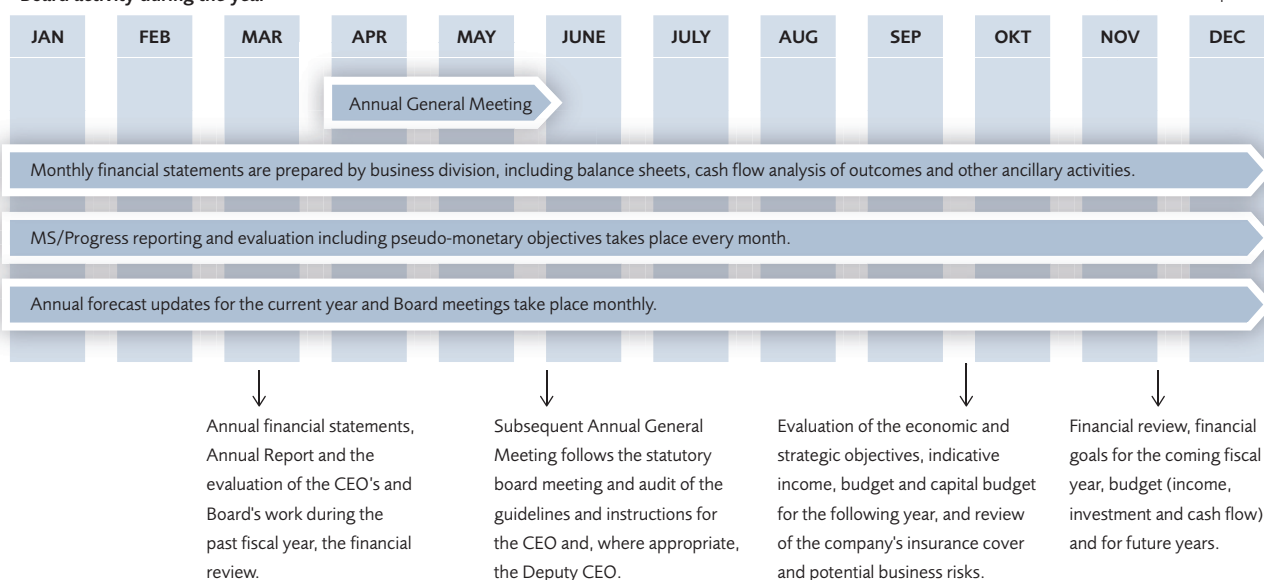 JAN FEB MAR APR MAY JUNE JULY AUG SEP OKT NOV DEC
Annual General Meeting
Monthly financial statements are prepared by business division, including balance sheets, cash flow analysis of outcomes and other ancillary activities.
MS/Progress reporting and evaluation including pseudo-monetary objectives takes place every month.
Annual forecast updates for the current year and Board meetings take place monthly.
Annual financial statements,
Annual Report and the
evaluation of the CEO's and
Board's work during the
past fiscal year, the financial
review.
Subsequent Annual General
Meeting follows the statutory
board meeting and audit of the
guidelines and instructions for
the CEO and, where appropriate,
the Deputy CEO.
Evaluation of the economic and
strategic objectives, indicative
income, budget and capital budget
for the following year, and review
of the company's insurance cover
and potential business risks.
Financial review, financial
goals for the coming fiscal
year, budget (income,
investment and cash flow)
and for future years.